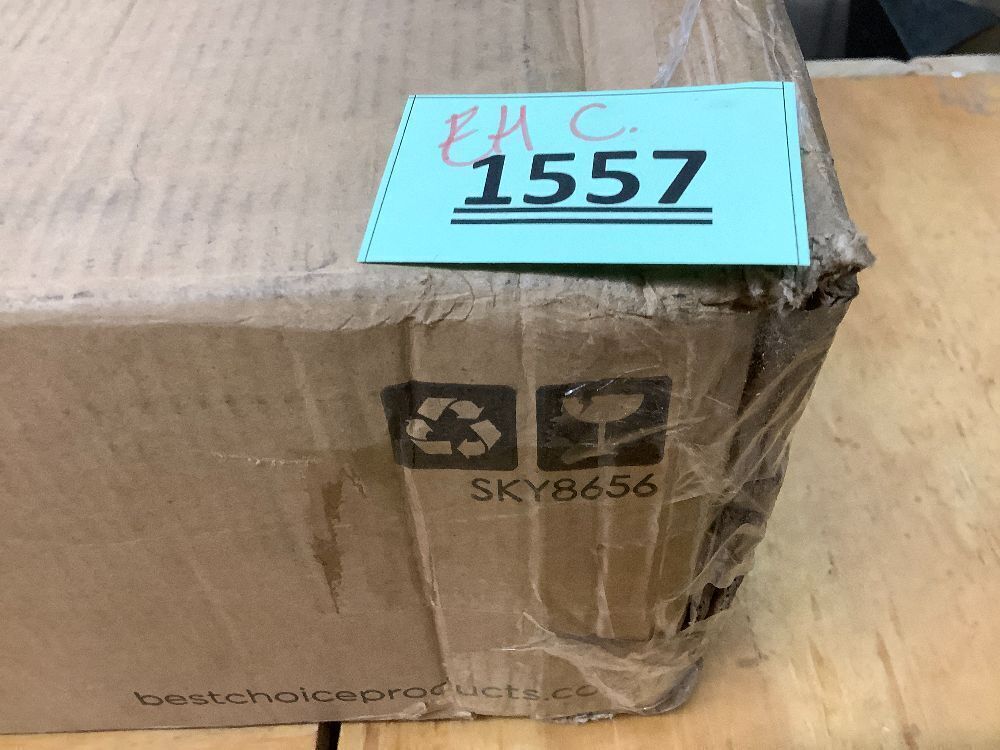 EH C.
1557
SKY8656
bestchoiceproducts.co